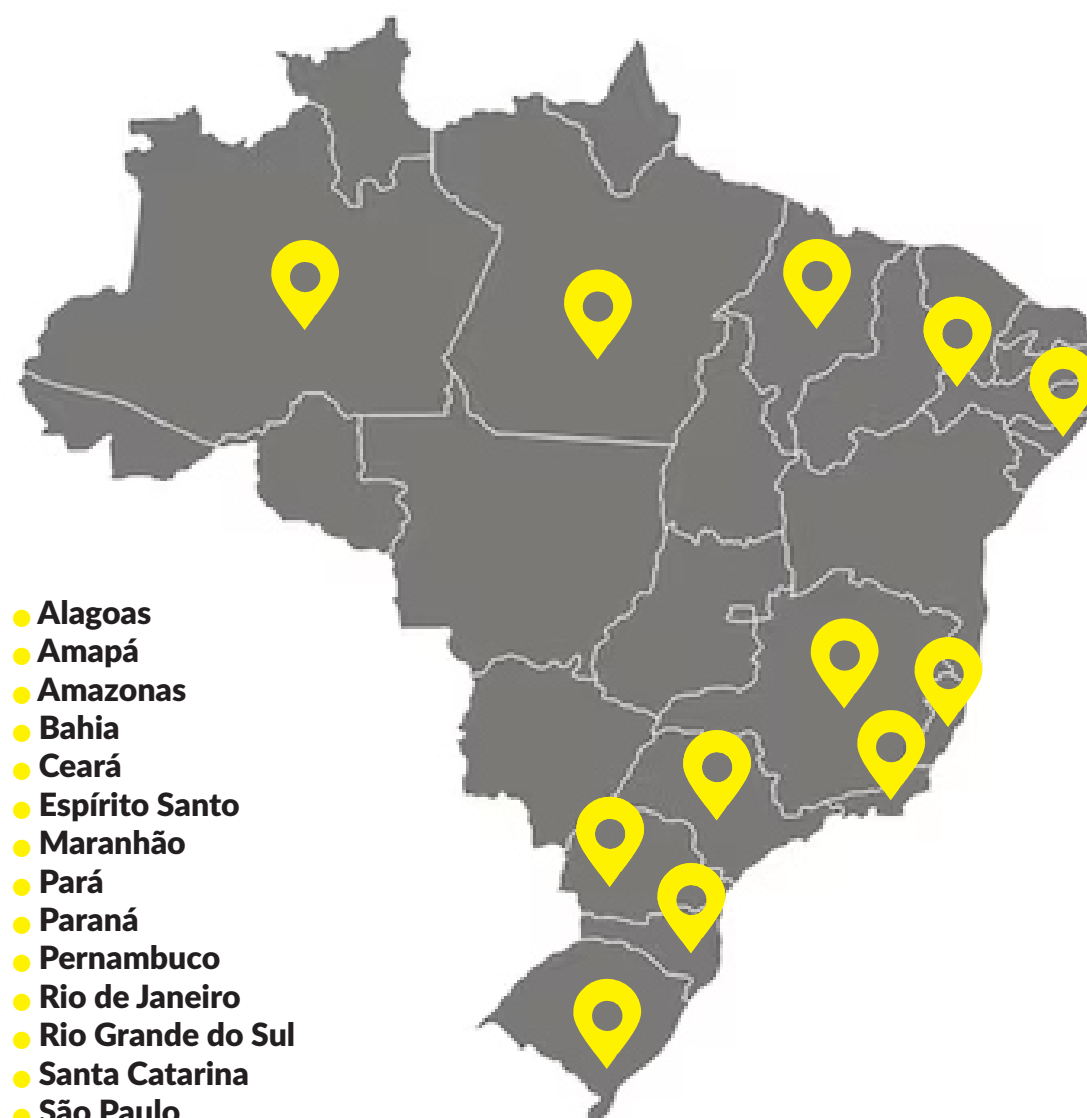 Alagoas
Amapá
Amazonas
Bahia
Ceará
Espírito Santo
Maranhão
Pará
Paraná
Pernambuco
Rio de Janeiro
Rio Grande do Sul
Santa Catarina
São Paulo